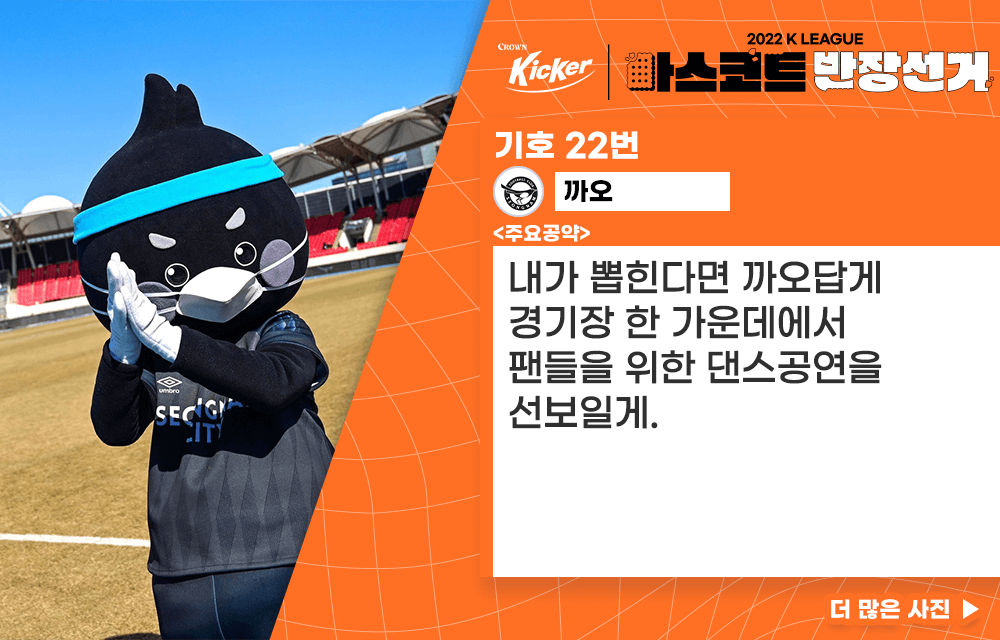 2022 K LEAGUE
CROWN
Kicker
마스코트 반장선거
기호 22번
까오
<주요공약>
내가 뽑힌다면 까오답게
경기장 한 가운데에서
팬들을 위한 댄스공연을
선보일게.
umbro
SEONGN
CITY
더 많은 사진 ▶